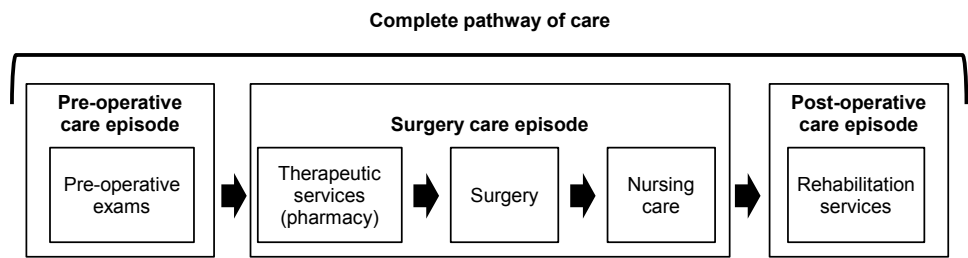 Complete pathway of care
Pre-operative
care episode
Pre-operative
exams
Surgery care episode
Therapeutic
services
(pharmacy)
Surgery
Nursing
care
Post-operative
care episode
Rehabilitation
services